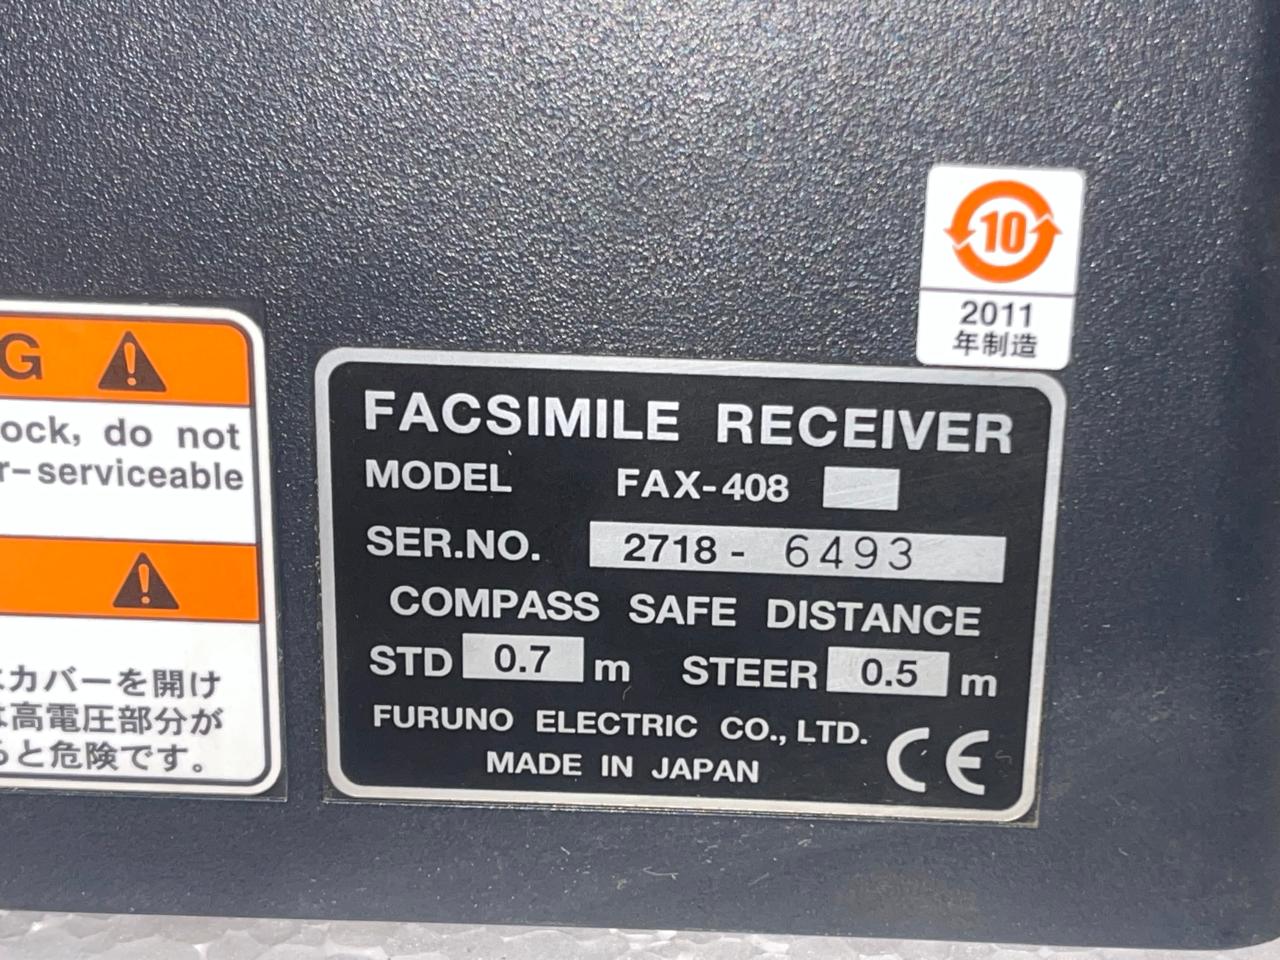 10
2011
年制造
G
ock, do not
r-serviceable
カバーを開け
は高電圧部分が
と危険です。
FACSIMILE RECEIVER
MODEL FAX-408
SER.NO. 2718 - 6493
COMPASS SAFE DISTANCE
STD 0.7 m STEER 0.5 m
FURUNO ELECTRIC CO., LTD.
MADE IN JAPAN CE